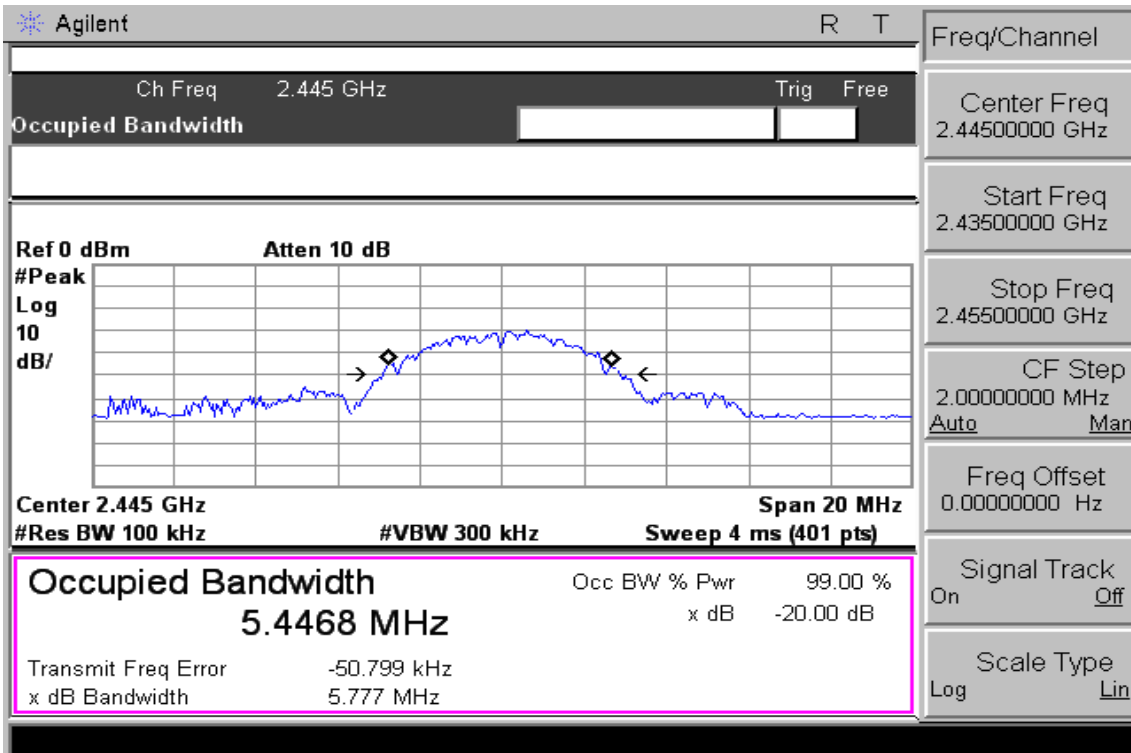 Agilent
R T
Freq/Channel
Ch Freq 2.445 GHz Trig Free
Occupied Bandwidth
Center Freq
2.44500000 GHz
Start Freq
2.43500000 GHz
Stop Freq
2.45500000 GHz
CF Step
2.00000000 MHz
Auto Man
Freq Offset
0.00000000 Hz
Signal Track
On Off
Scale Type
Log Lin
Ref 0 dBm Atten 10 dB
#Peak
Log
10
dB/
Center 2.445 GHz Span 20 MHz
#Res BW 100 kHz #VBW 300 kHz Sweep 4 ms (401 pts)
Occupied Bandwidth Occ BW % Pwr 99.00 %
5.4468 MHz x dB -20.00 dB
Transmit Freq Error -50.799 kHz
x dB Bandwidth 5.777 MHz